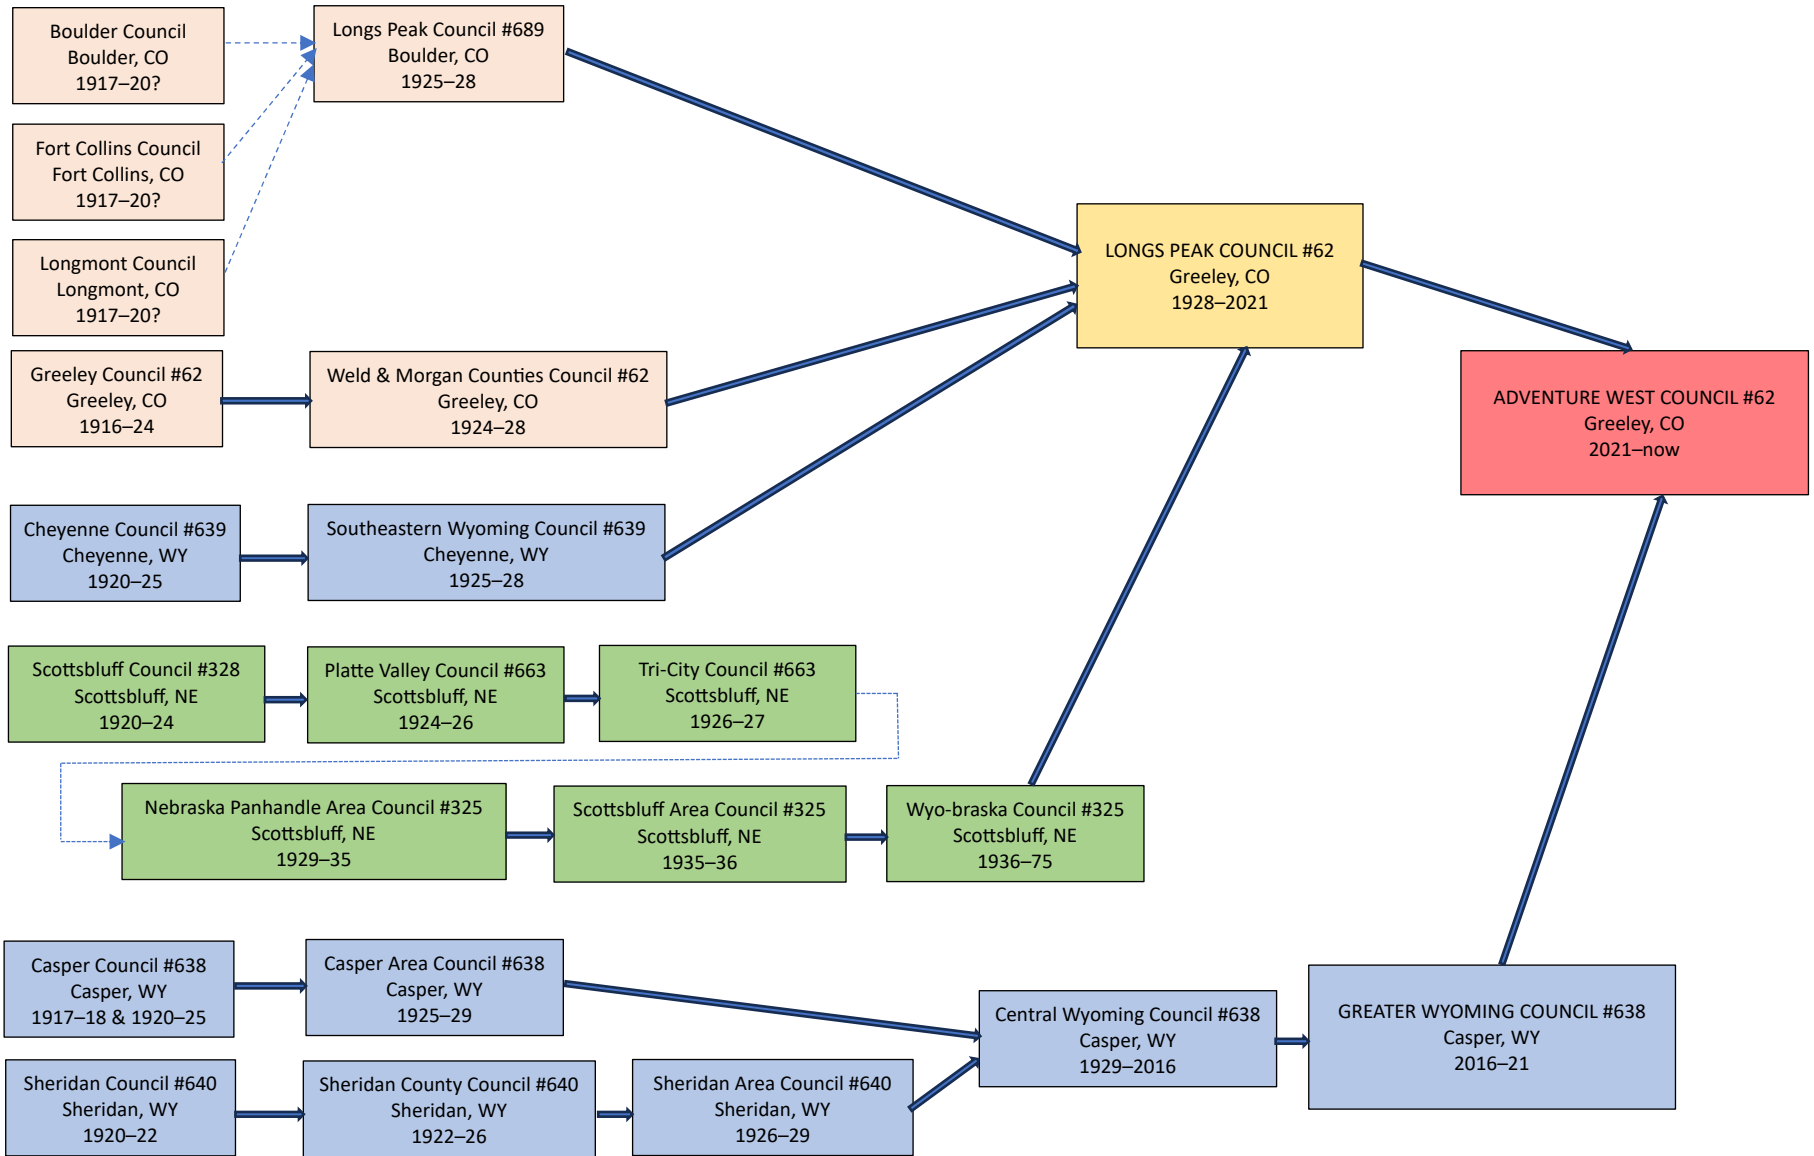 Boulder Council
Boulder, CO
1917–20?
Longs Peak Council #689
Boulder, CO
1925–28
Fort Collins Council
Fort Collins, CO
1917–20?
Longmont Council
Longmont, CO
1917–20?
LONGS PEAK COUNCIL #62
Greeley, CO
1928–2021
Greeley Council #62
Greeley, CO
1916–24
Weld & Morgan Counties Council #62
Greeley, CO
1924–28
ADVENTURE WEST COUNCIL #62
Greeley, CO
2021–now
Cheyenne Council #639
Cheyenne, WY
1920–25
Southeastern Wyoming Council #639
Cheyenne, WY
1925–28
Scottsbluff Council #328
Scottsbluff, NE
1920–24
Platte Valley Council #663
Scottsbluff, NE
1924–26
Tri-City Council #663
Scottsbluff, NE
1926–27
Nebraska Panhandle Area Council #325
Scottsbluff, NE
1929–35
Scottsbluff Area Council #325
Scottsbluff, NE
1935–36
Wyo-braska Council #325
Scottsbluff, NE
1936–75
Casper Council #638
Casper, WY
1917–18 & 1920–25
Casper Area Council #638
Casper, WY
1925–29
Central Wyoming Council #638
Casper, WY
1929–2016
GREATER WYOMING COUNCIL #638
Casper, WY
2016–21
Sheridan Council #640
Sheridan, WY
1920–22
Sheridan County Council #640
Sheridan, WY
1922–26
Sheridan Area Council #640
Sheridan, WY
1926–29